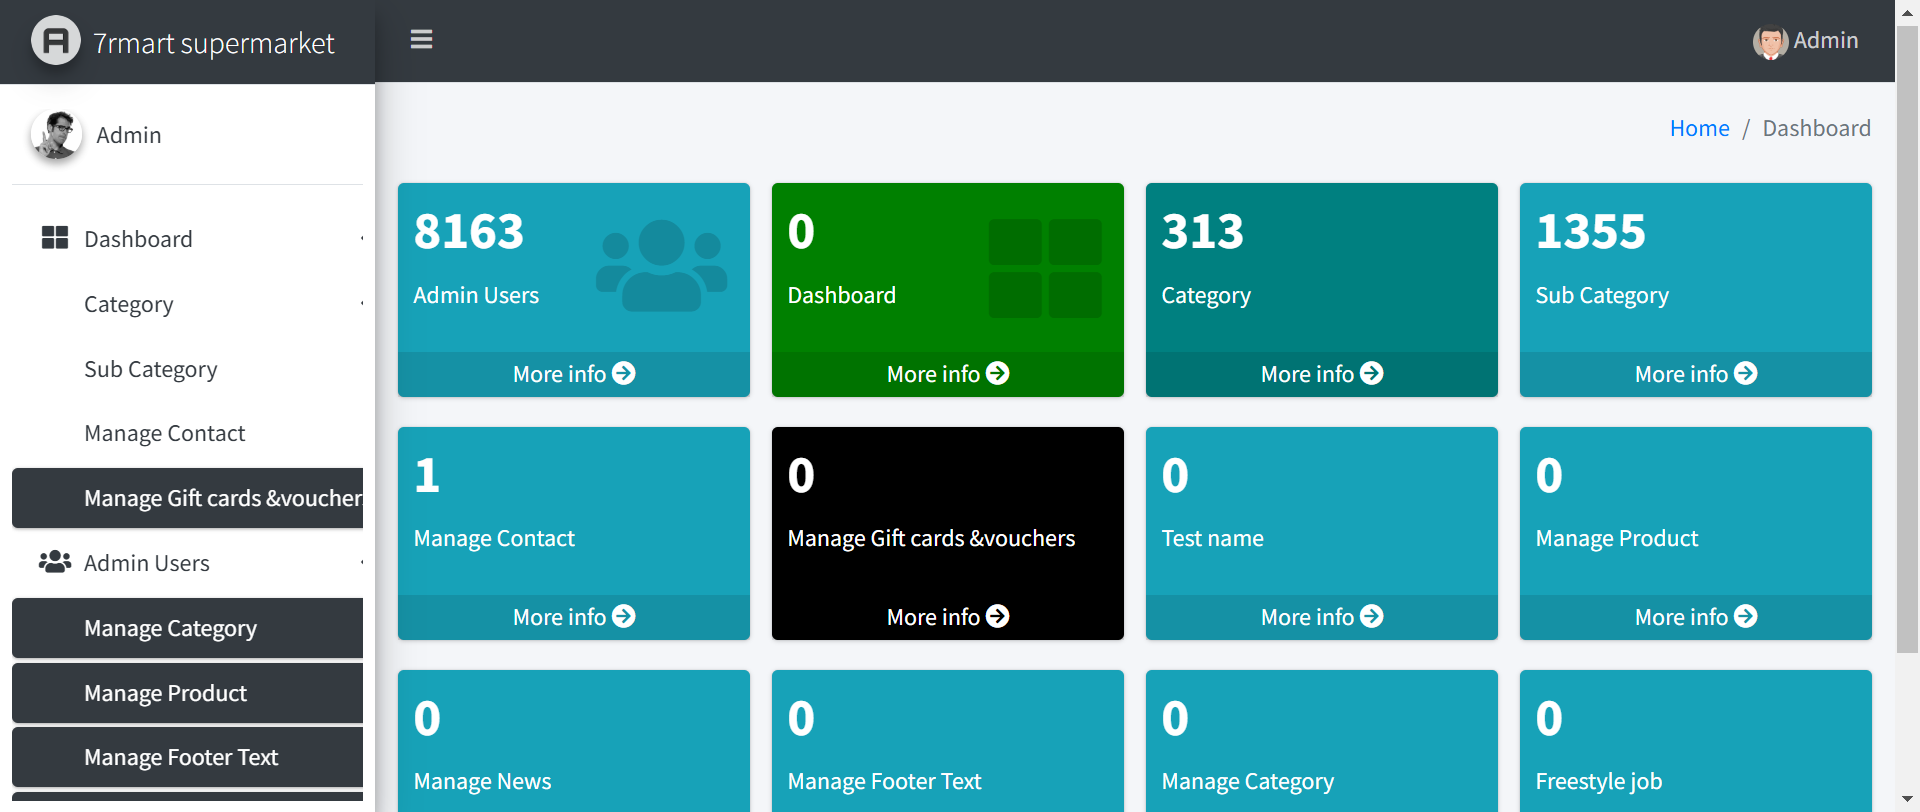 7rmart supermarket
Admin
Admin
Home / Dashboard
Dashboard
Category
Sub Category
Manage Contact
Manage Gift cards &voucher
Admin Users
Manage Category
Manage Product
Manage Footer Text
8163
Admin Users
More info
0
Dashboard
More info
313
Category
More info
1355
Sub Category
More info
1
Manage Contact
More info
0
Manage Gift cards &vouchers
More info
0
Test name
More info
0
Manage Product
More info
0
Manage News
0
Manage Footer Text
0
Manage Category
0
Freestyle job